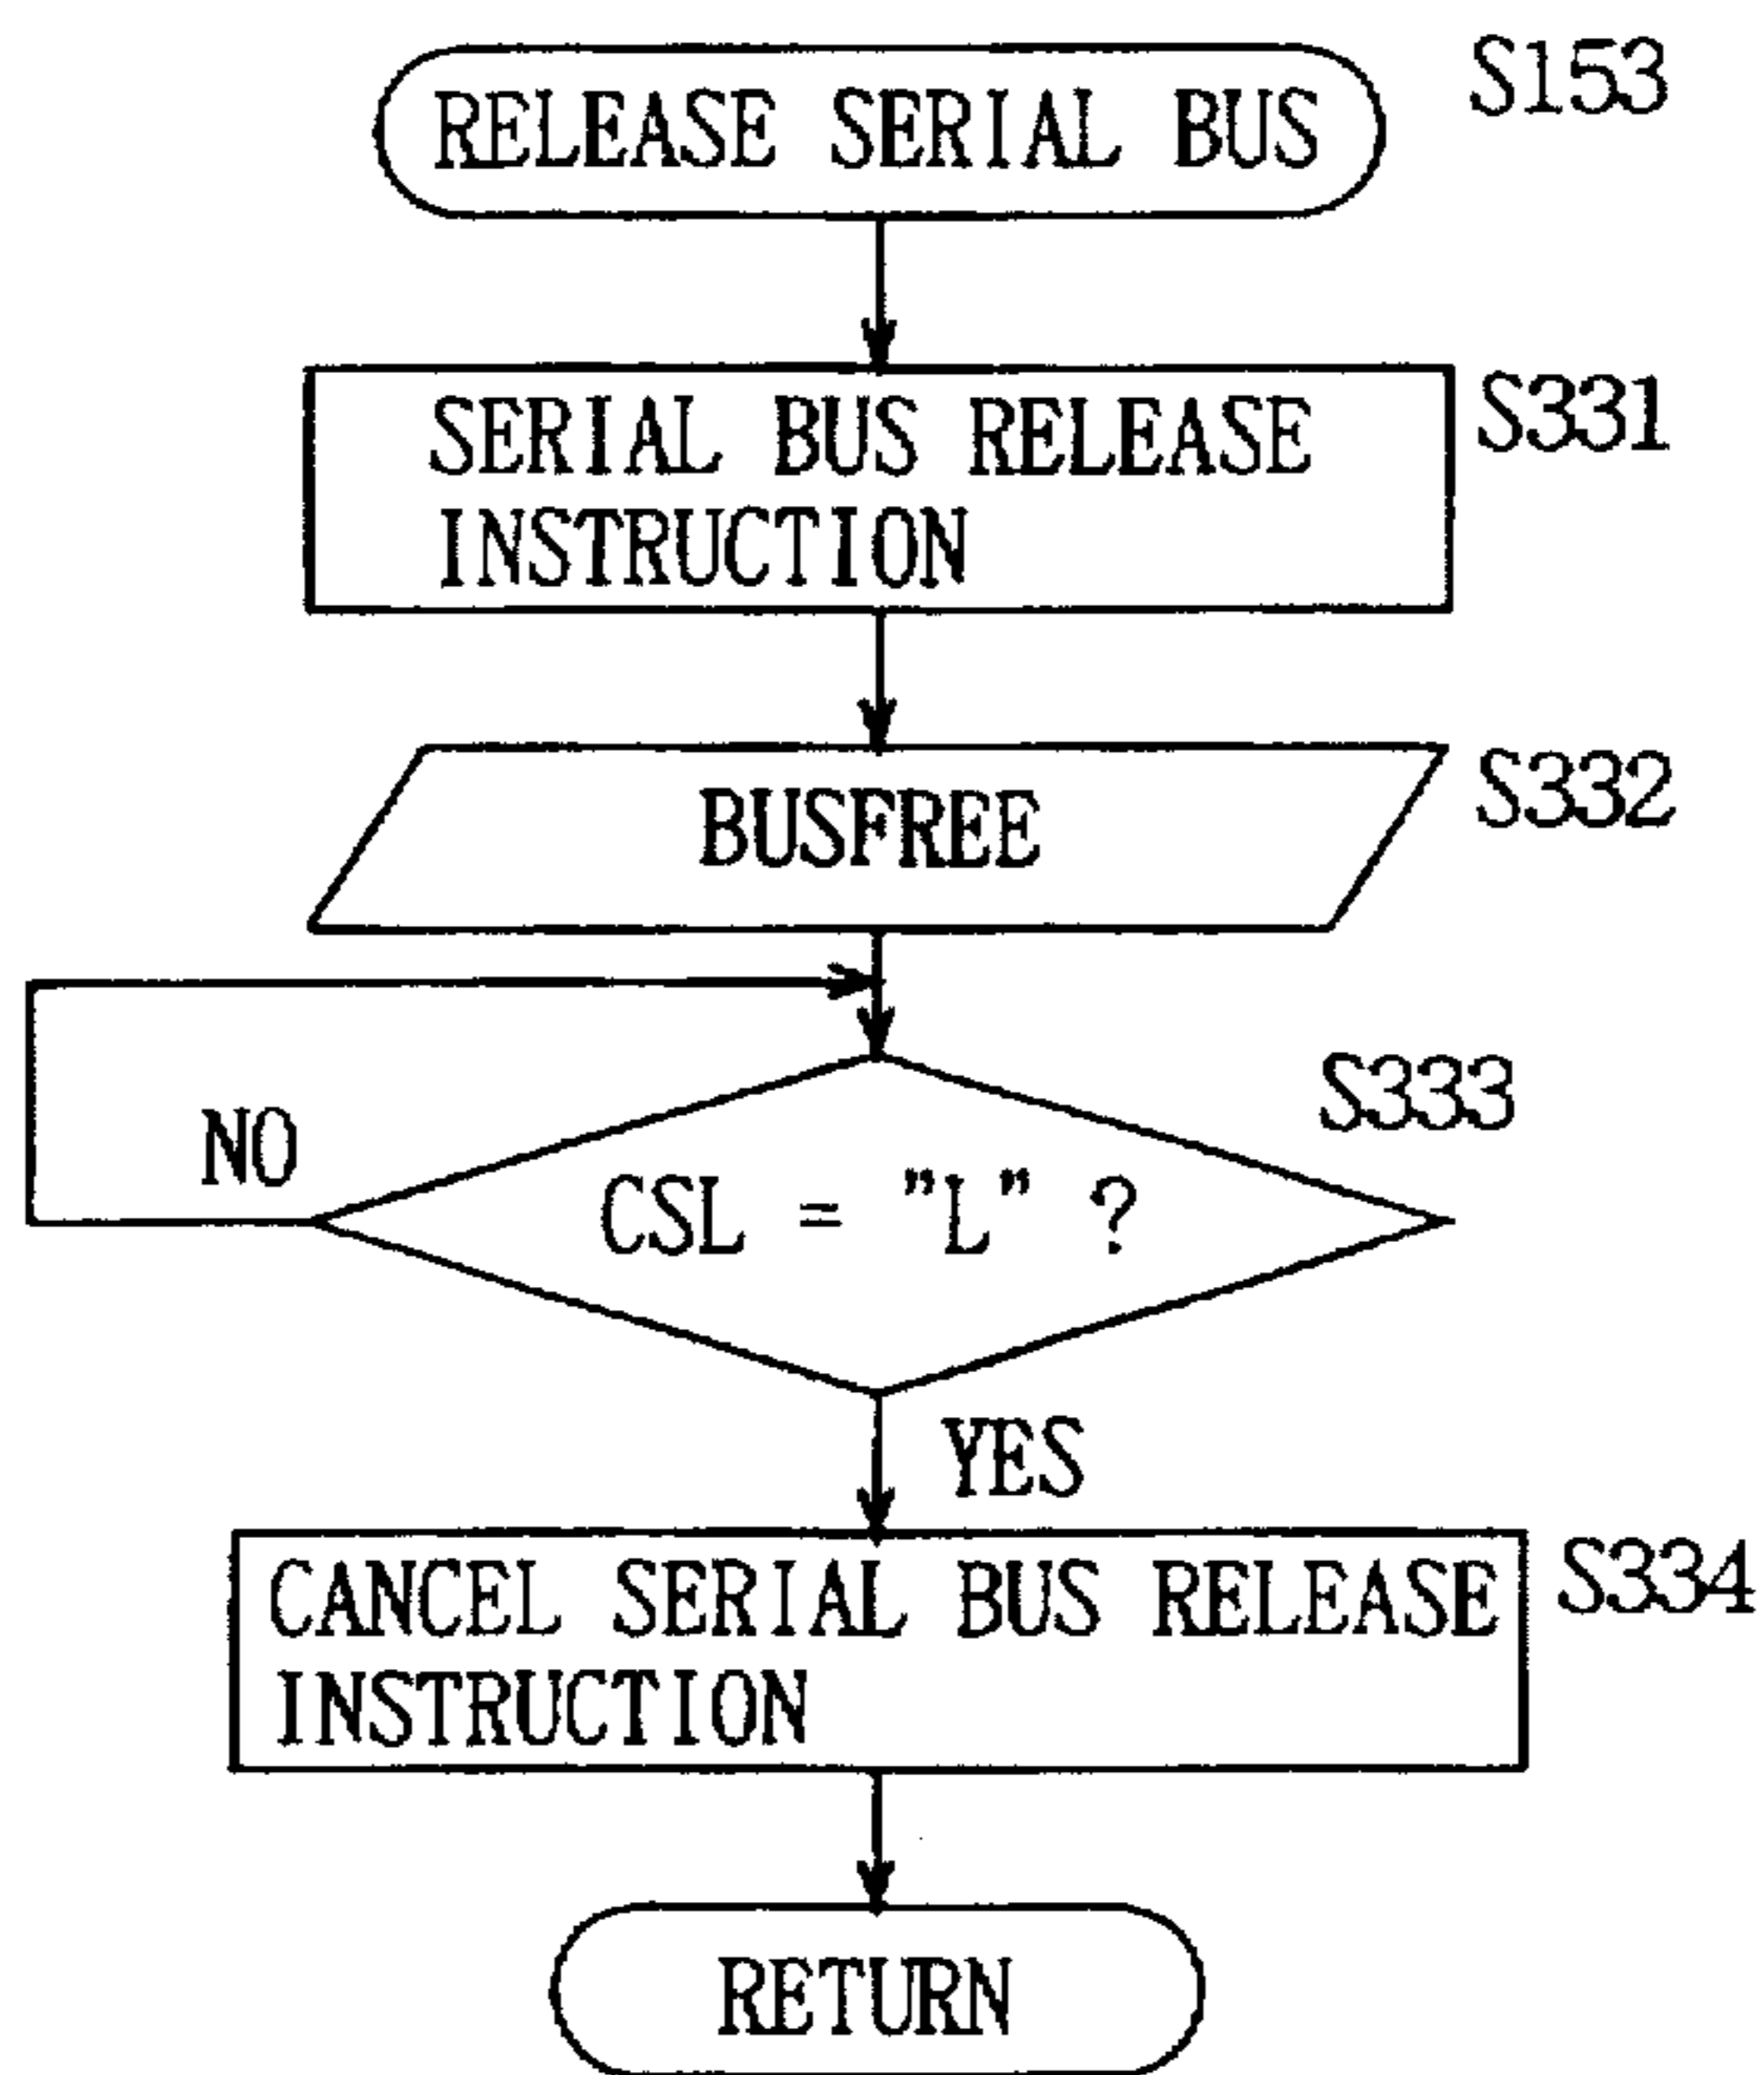 RELEASE SERIAL BUS
S153
SERIAL BUS RELEASE
INSTRUCTION
S331
BUSFREE
S332
S333
NO
CSL = "L" ?
YES
CANCEL SERIAL BUS RELEASE
INSTRUCTION
S334
RETURN